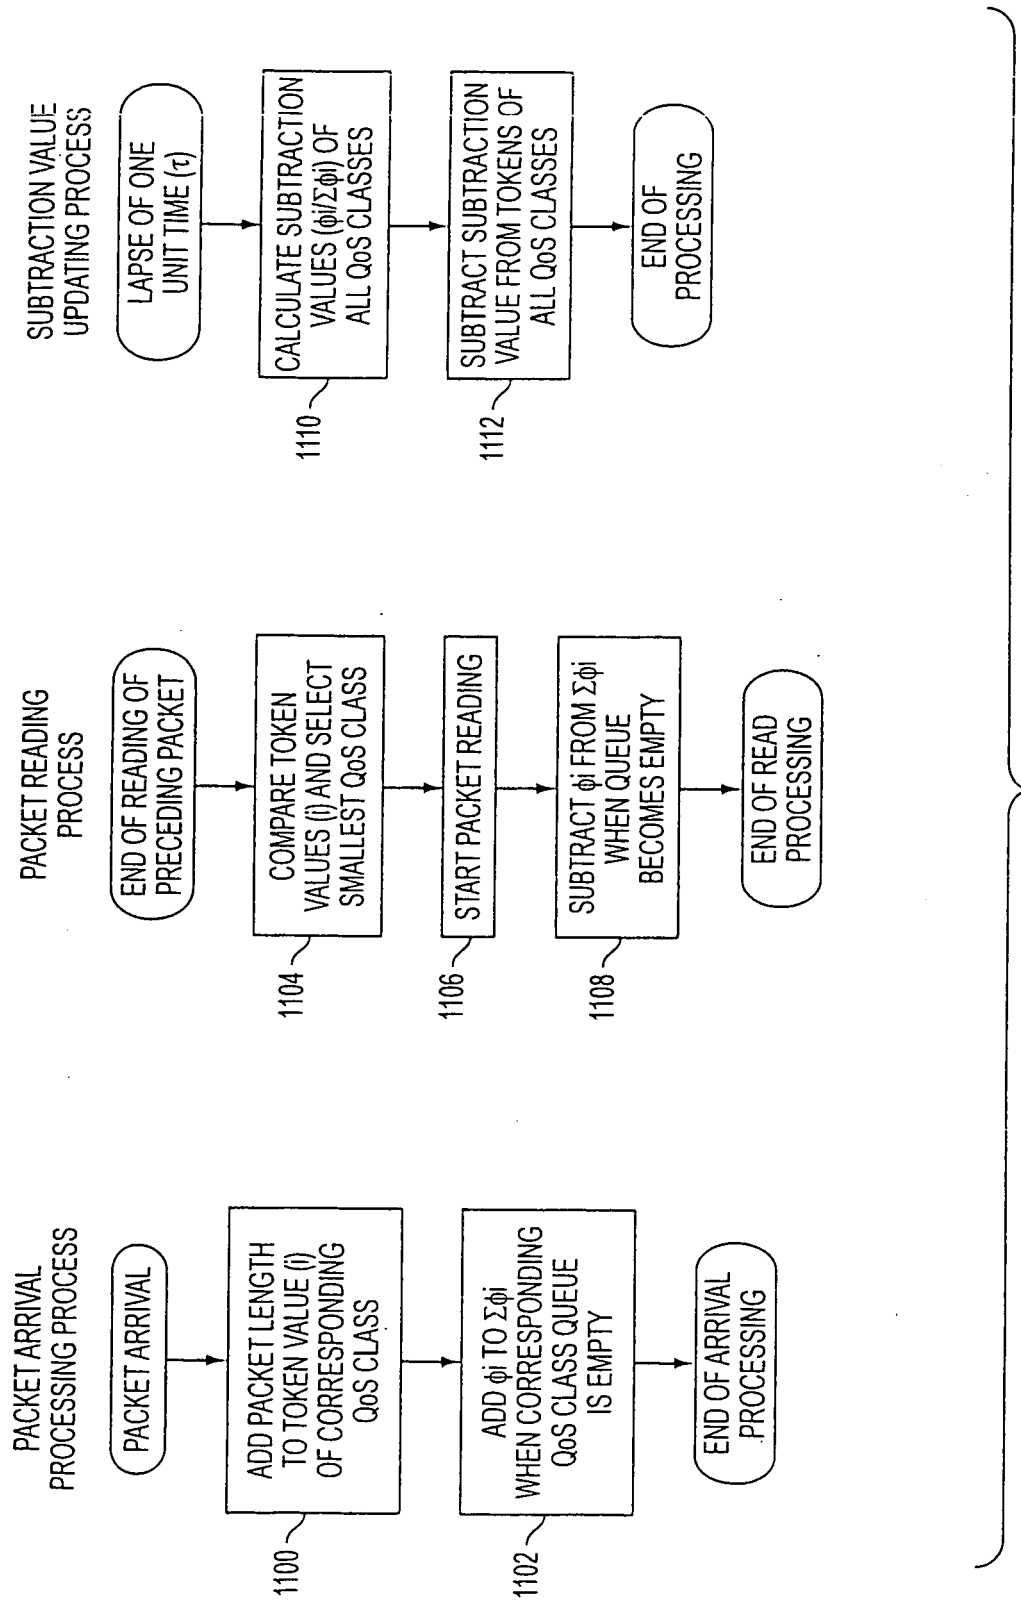 PACKET ARRIVAL
PROCESSING PROCESS
PACKET ARRIVAL
ADD PACKET LENGTH
TO TOKEN VALUE (i)
OF CORRESPONDING
QoS CLASS
1100
ADD ϕi TO Σϕi
WHEN CORRESPONDING
QoS CLASS QUEUE
IS EMPTY
1102
END OF ARRIVAL
PROCESSING
PACKET READING
PROCESS
END OF READING OF
PRECEDING PACKET
COMPARE TOKEN
VALUES (i) AND SELECT
SMALLEST QoS CLASS
1104
START PACKET READING
1106
SUBTRACT ϕi FROM Σϕi
WHEN QUEUE
BECOMES EMPTY
1108
END OF READ
PROCESSING
SUBTRACTION VALUE
UPDATING PROCESS
LAPSE OF ONE
UNIT TIME (τ)
CALCULATE SUBTRACTION
VALUES (ϕi/Σϕi) OF
ALL QoS CLASSES
1110
SUBTRACT SUBTRACTION
VALUE FROM TOKENS OF
ALL QoS CLASSES
1112
END OF
PROCESSING